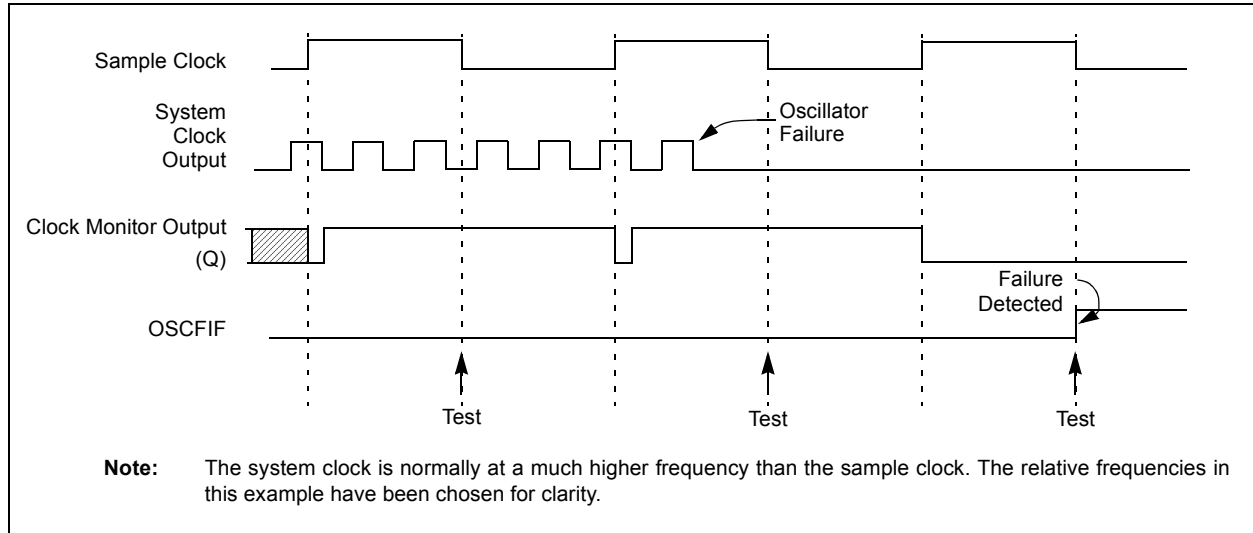 Sample Clock
System
Clock
Output
Oscillator
Failure
Clock Monitor Output
(Q)
Failure
Detected
OSCFIF
Test
Test
Test
Note: The system clock is normally at a much higher frequency than the sample clock. The relative frequencies in
this example have been chosen for clarity.